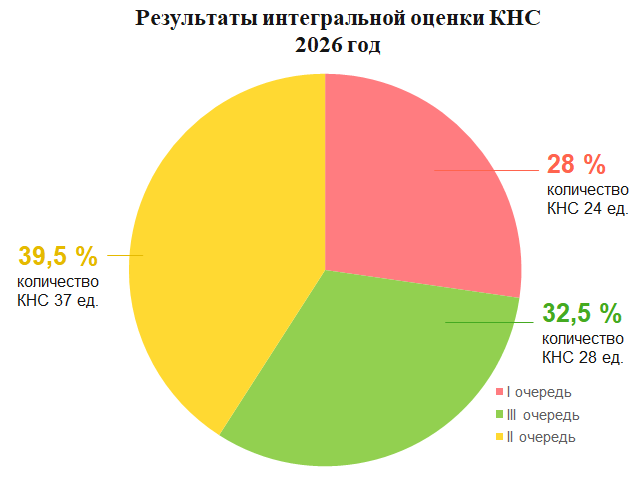 Результаты интегральной оценки КНС
2026 год
28 %
количество
КНС 24 ед.
39,5 %
количество
КНС 37 ед.
32,5 %
количество
КНС 28 ед.
I очередь
III очередь
II очередь